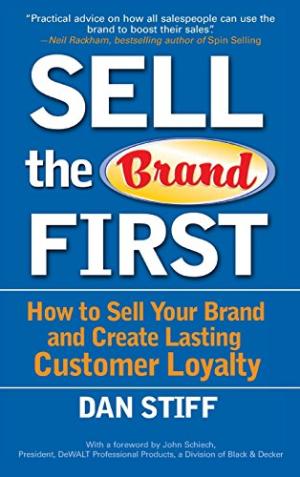 "Practical advice on how all salespeople can use the
brand to boost their sales".
—Neil Rackham, bestselling author of Spin Selling
SELL
the Brand
FIRST
How to Sell Your Brand
and Create Lasting
Customer Loyalty
DAN STIFF
With a foreword by John Schiech,
President, DeWALT Professional Products, a Division of Black & Decker